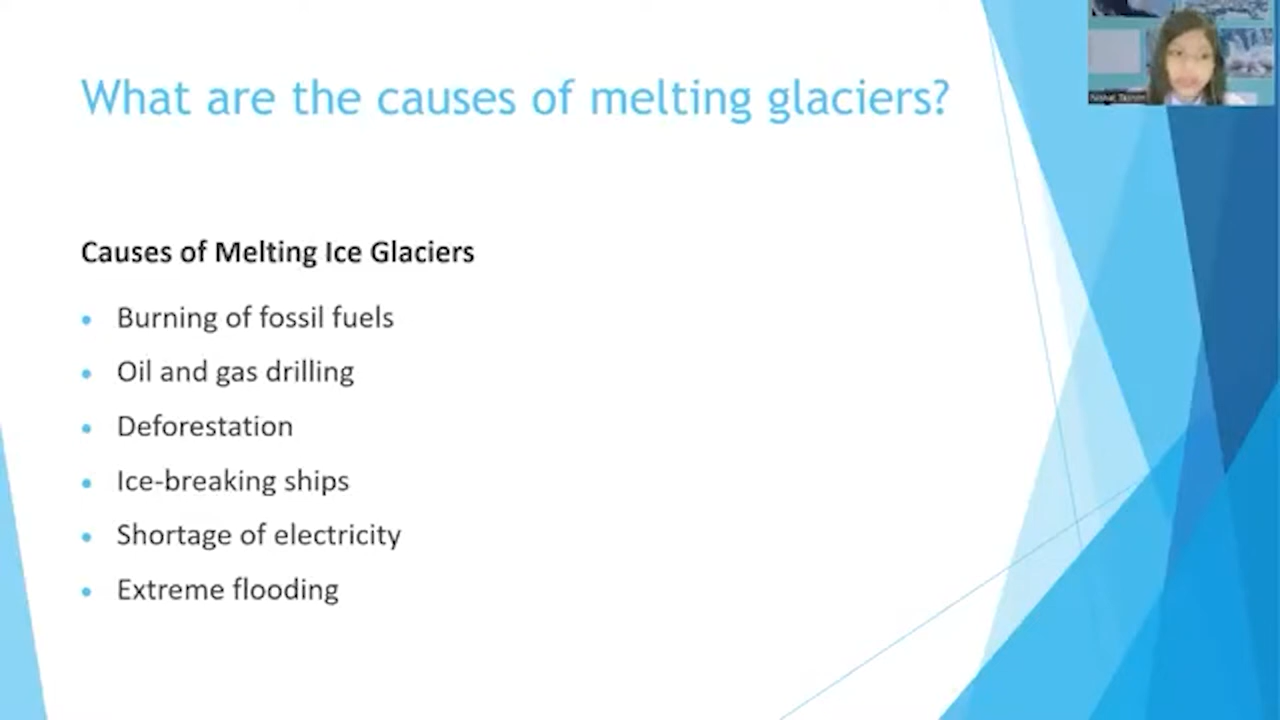 What are the causes of melting glaciers?
Causes of Melting Ice Glaciers
Burning of fossil fuels
Oil and gas drilling
Deforestation
Ice-breaking ships
Shortage of electricity
Extreme flooding